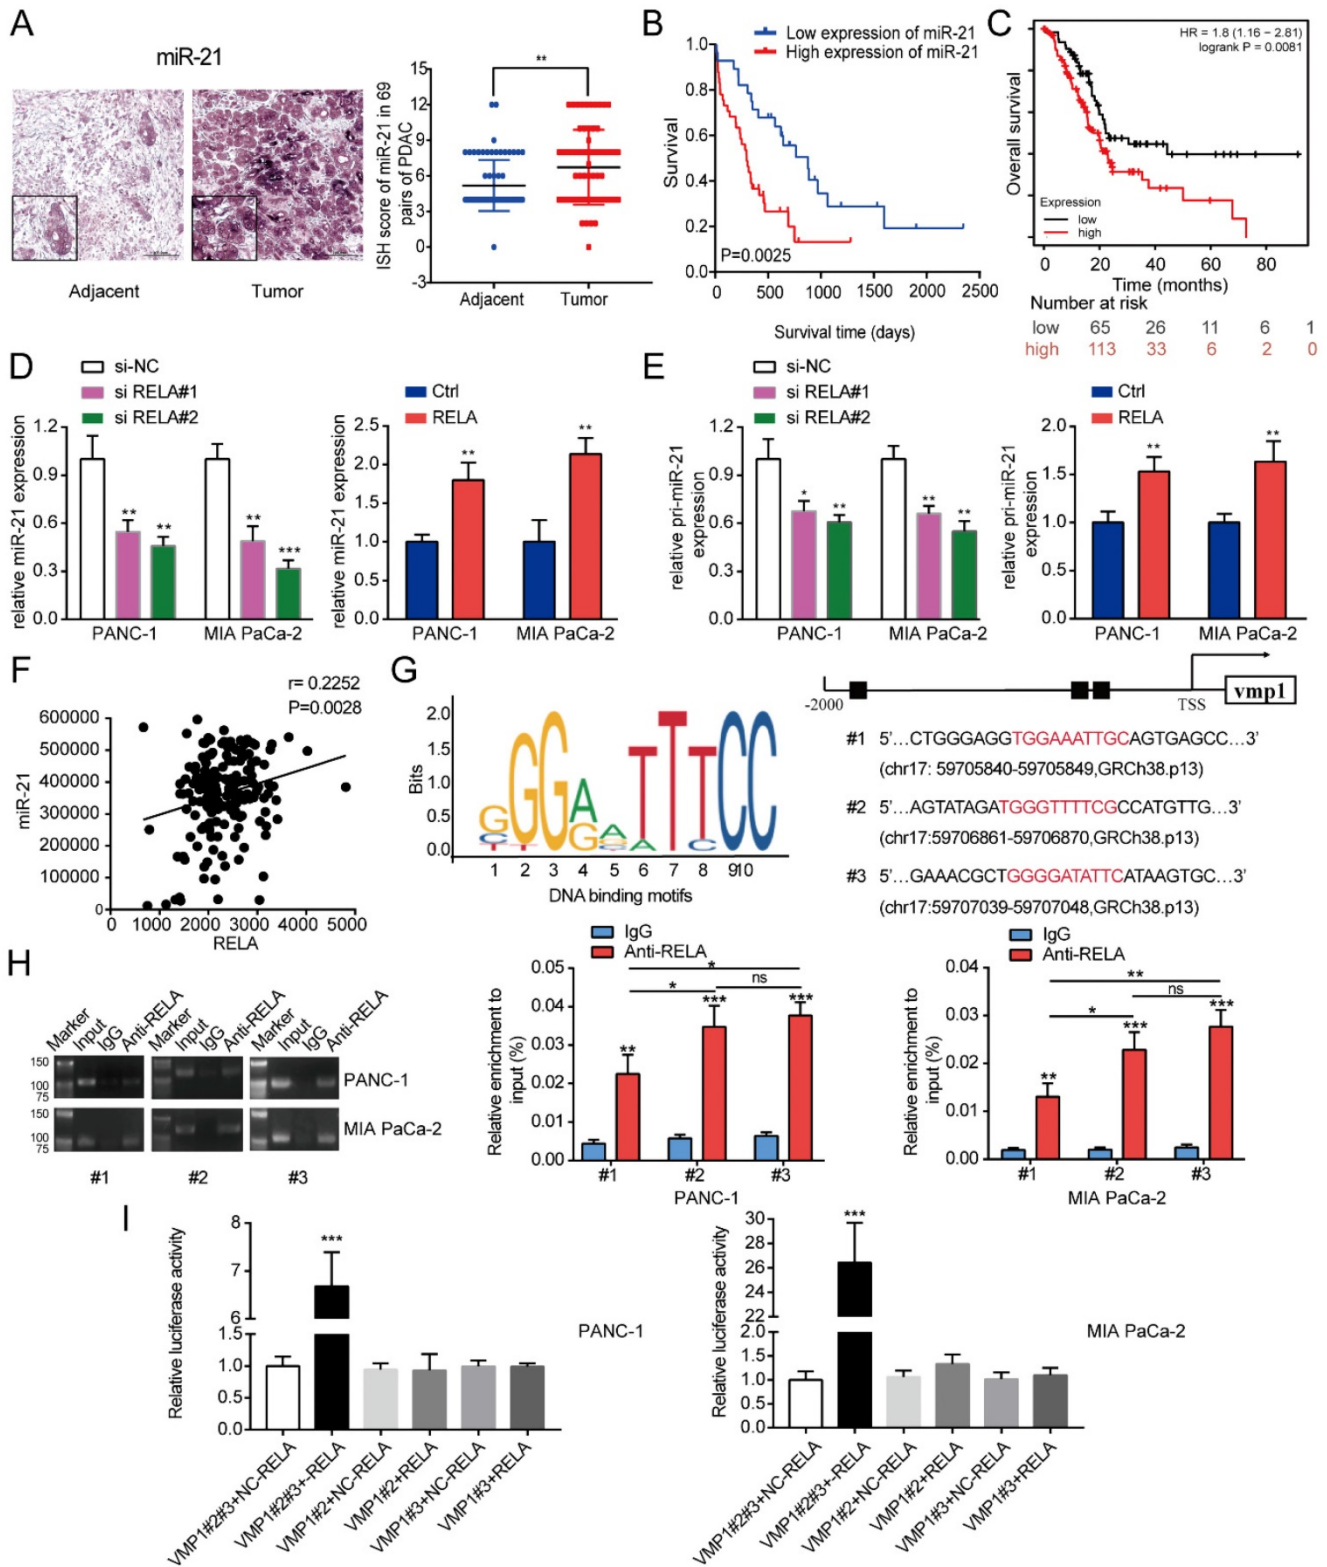 A
miR-21
Adjacent
Tumor
ISH score of miR-21 in 69
pairs of PDAC
15
12
9
6
3
0
-3
**
Adjacent
Tumor
B
Low expression of miR-21
High expression of miR-21
Survival
1.0
0.8
0.6
0.4
0.2
0.0
P=0.0025
0
500
1000
1500
2000
2500
Survival time (days)
C
HR = 1.8 (1.16 − 2.81)
logrank P = 0.0081
Overall survival
Expression
low
high
0
20
40
60
80
Time (months)
Number at risk
low 65 26 11 6 1
high 113 33 6 2 0
D
si-NC
si RELA#1
si RELA#2
relative miR-21 expression
1.2
0.9
0.6
0.3
0.0
** ** ** ***
PANC-1 MIA PaCa-2
Ctrl
RELA
relative miR-21 expression
2.5
2.0
1.5
1.0
0.5
0.0
** **
PANC-1 MIA PaCa-2
E
si-NC
si RELA#1
si RELA#2
relative pri-miR-21
expression
1.2
0.9
0.6
0.3
0.0
* ** ** **
PANC-1 MIA PaCa-2
Ctrl
RELA
relative pri-miR-21
expression
2.0
1.5
1.0
0.5
0.0
** **
PANC-1 MIA PaCa-2
F
r= 0.2252
P=0.0028
miR-21
600000
500000
400000
300000
200000
100000
0
0 1000 2000 3000 4000 5000
RELA
G
Bits
2.0
1.5
1.0
0.5
0.0
1 2 3 4 5 6 7 8 910
DNA binding motifs
-2000
TSS
vmp1
#1 5'...CTGGGAGGTGGAAATTGCAGTGAGCC...3'
(chr17: 59705840-59705849,GRCh38.p13)
#2 5'...AGTATAGATGGGTTTTCGCCATGTTG...3'
(chr17:59706861-59706870,GRCh38.p13)
#3 5'...GAAACGCTGGGGATATTCATAAGTGC...3'
(chr17:59707039-59707048,GRCh38.p13)
H
Marker Input IgG Anti-RELA Marker Input IgG Anti-RELA Marker Input IgG Anti-RELA
150
100
75
PANC-1
150
100
75
MIA PaCa-2
#1 #2 #3
IgG
Anti-RELA
Relative enrichment to
input (%)
0.05
0.04
0.03
0.02
0.01
0.00
*
* ns
** *** ***
#1 #2 #3
PANC-1
IgG
Anti-RELA
Relative enrichment to
input (%)
0.04
0.03
0.02
0.01
0.00
**
* ns
** *** ***
#1 #2 #3
MIA PaCa-2
I
Relative luciferase activity
8
7
6
1.5
1.0
0.5
0.0
***
PANC-1
VMP1#2#3+NC-RELA
VMP1#2#3+-RELA
VMP1#2+NC-RELA
VMP1#2+RELA
VMP1#3+NC-RELA
VMP1#3+RELA
Relative luciferase activity
30
28
26
24
22
2.0
1.5
1.0
0.5
0.0
***
MIA PaCa-2
VMP1#2#3+NC-RELA
VMP1#2#3+-RELA
VMP1#2+NC-RELA
VMP1#2+RELA
VMP1#3+NC-RELA
VMP1#3+RELA